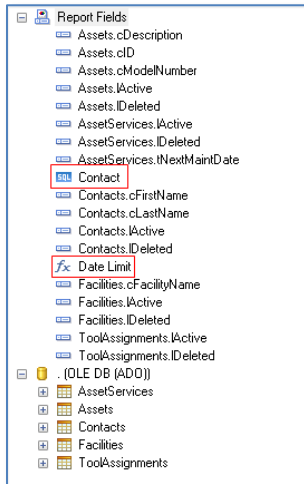 Report Fields
Assets.cDescription
Assets.cID
Assets.cModelNumber
Assets.lActive
Assets.lDeleted
AssetServices.lActive
AssetServices.lDeleted
AssetServices.tNextMaintDate
SQL Contact
Contacts.cFirstName
Contacts.cLastName
Contacts.lActive
Contacts.lDeleted
fx Date Limit
Facilities.cFacilityName
Facilities.lActive
Facilities.lDeleted
ToolAssignments.lActive
ToolAssignments.lDeleted
. (OLE DB (ADO))
AssetServices
Assets
Contacts
Facilities
ToolAssignments